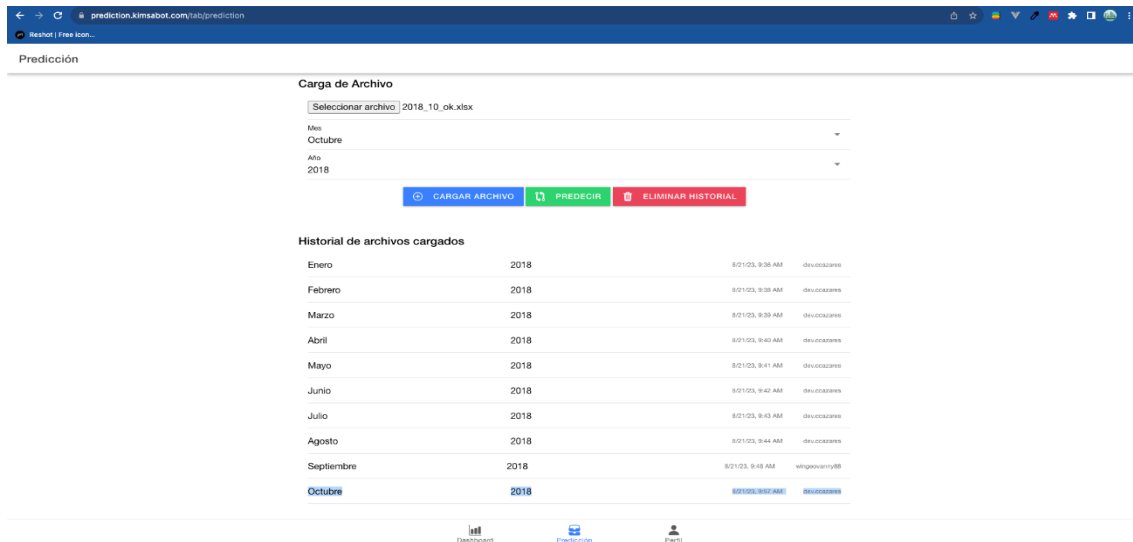 prediction.kimsabot.com/tab/prediction
Reshot | Free icon...
Predicción
Carga de Archivo
Seleccionar archivo 2018_10_ok.xlsx
Mes
Octubre
Año
2018
CARGAR ARCHIVO PREDECIR ELIMINAR HISTORIAL
Historial de archivos cargados
Enero 2018 8/21/23, 9:36 AM dev.ccazares
Febrero 2018 8/21/23, 9:38 AM dev.ccazares
Marzo 2018 8/21/23, 9:39 AM dev.ccazares
Abril 2018 8/21/23, 9:40 AM dev.ccazares
Mayo 2018 8/21/23, 9:41 AM dev.ccazares
Junio 2018 8/21/23, 9:42 AM dev.ccazares
Julio 2018 8/21/23, 9:43 AM dev.ccazares
Agosto 2018 8/21/23, 9:44 AM dev.ccazares
Septiembre 2018 8/21/23, 9:48 AM wingeovanny88
Octubre 2018 8/21/23, 9:57 AM dev.ccazares
Dashboard Predicción Perfil